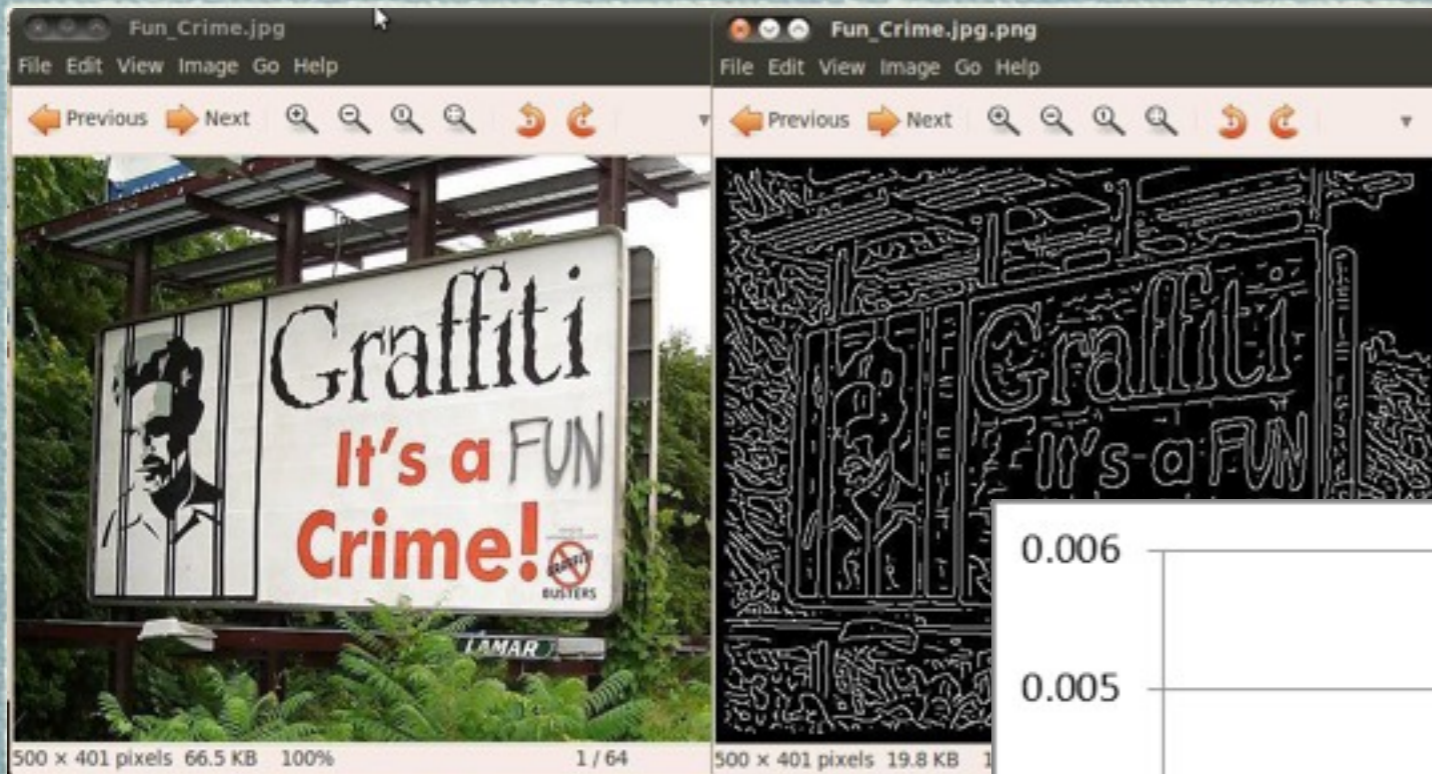 Fun_Crime.jpg
File Edit View Image Go Help
Previous Next
Graffiti
It's a FUN
Crime!
GRAFFITI
BUSTERS
LAMAR
500 × 401 pixels 66.5 KB 100% 1 / 64
Fun_Crime.jpg.png
File Edit View Image Go Help
Previous Next
Graffiti
It's a FUN
500 × 401 pixels 19.8 KB 1
0.006
0.005